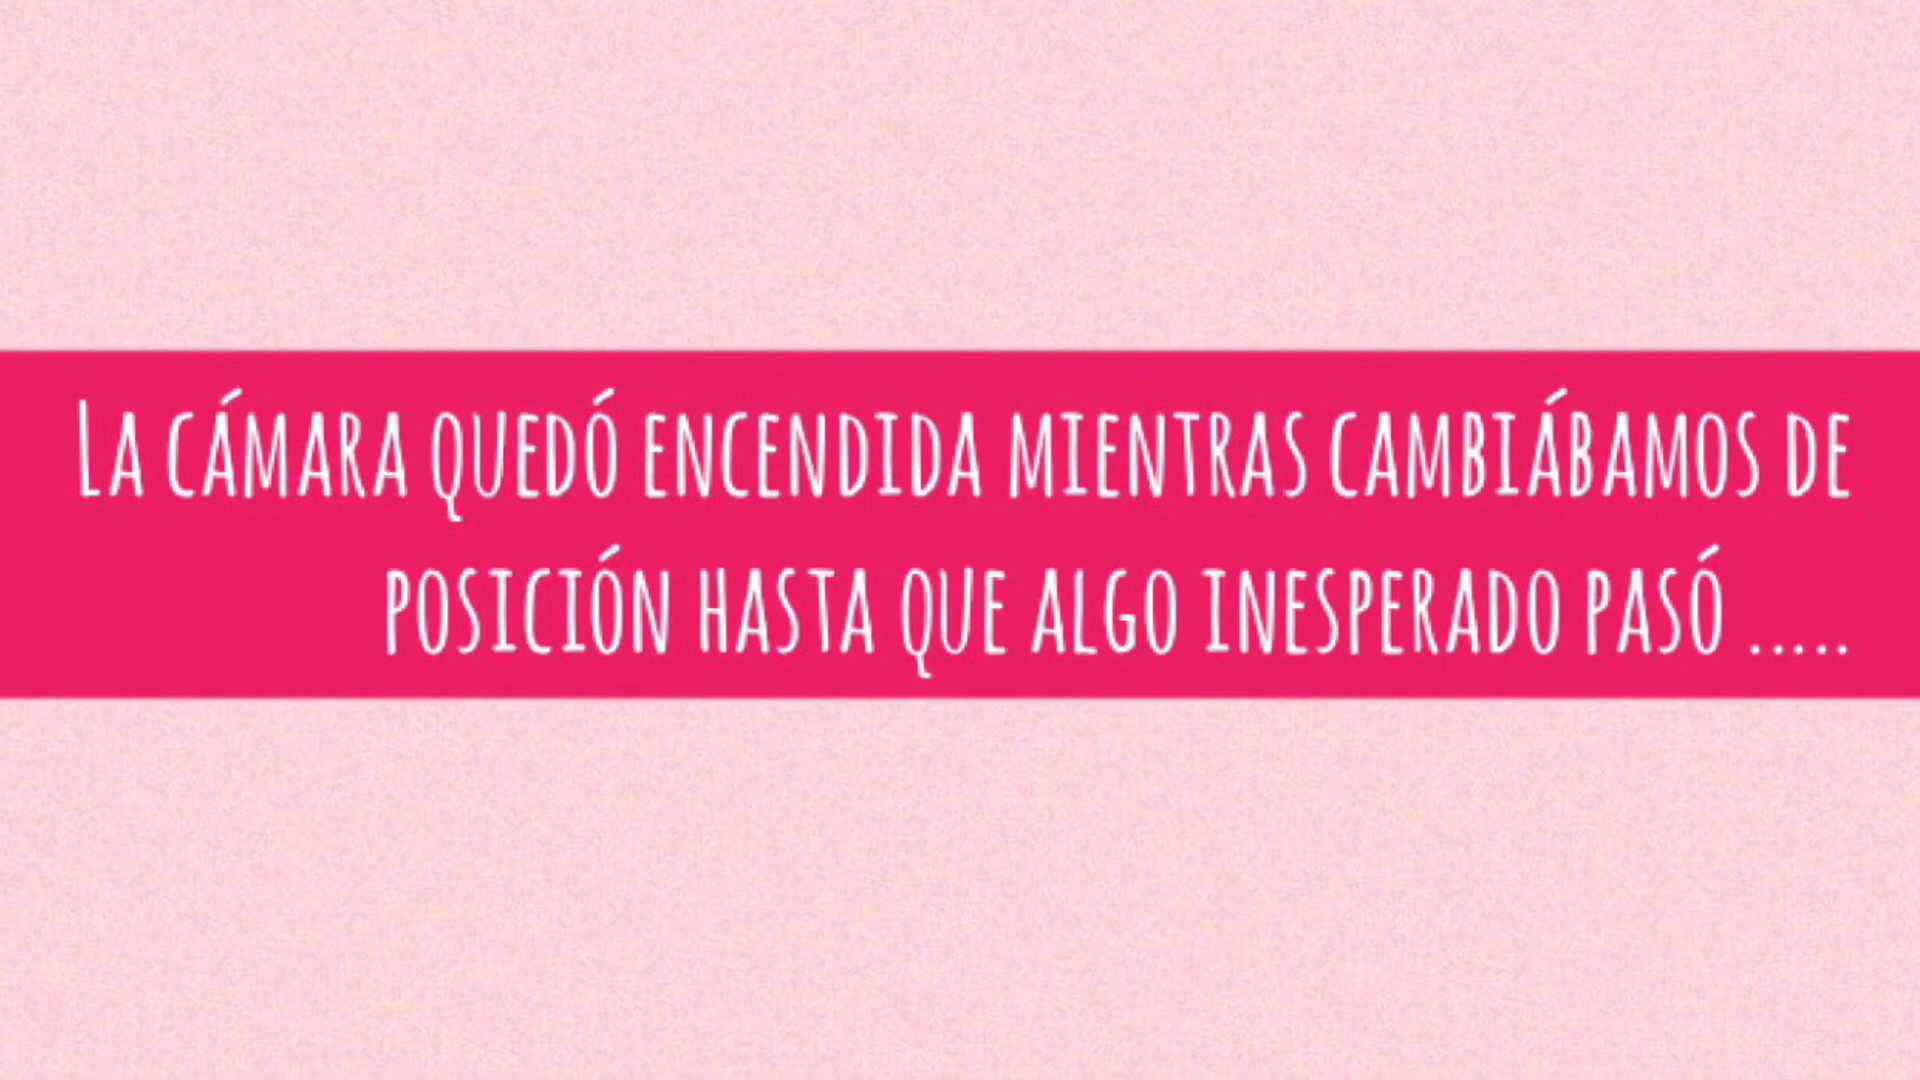 La cámara quedó encendida mientras cambiábamos de
posición hasta que algo inesperado pasó .....